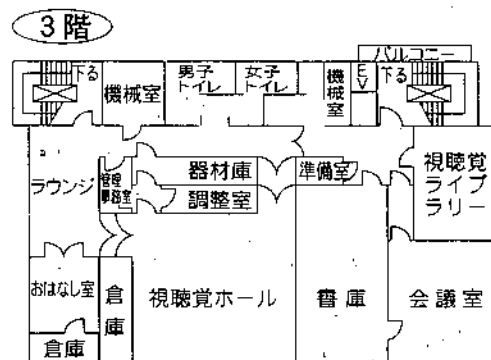 3階
バルコニー
下る
機械室
男子
トイレ
女子
トイレ
機
械
室
EV
下る
ラウンジ
管理
事務室
器材庫
調整室
準備室
視聴覚
ライブ
ラリー
おはなし室
倉
庫
視聴覚ホール
書庫
会議室
倉庫